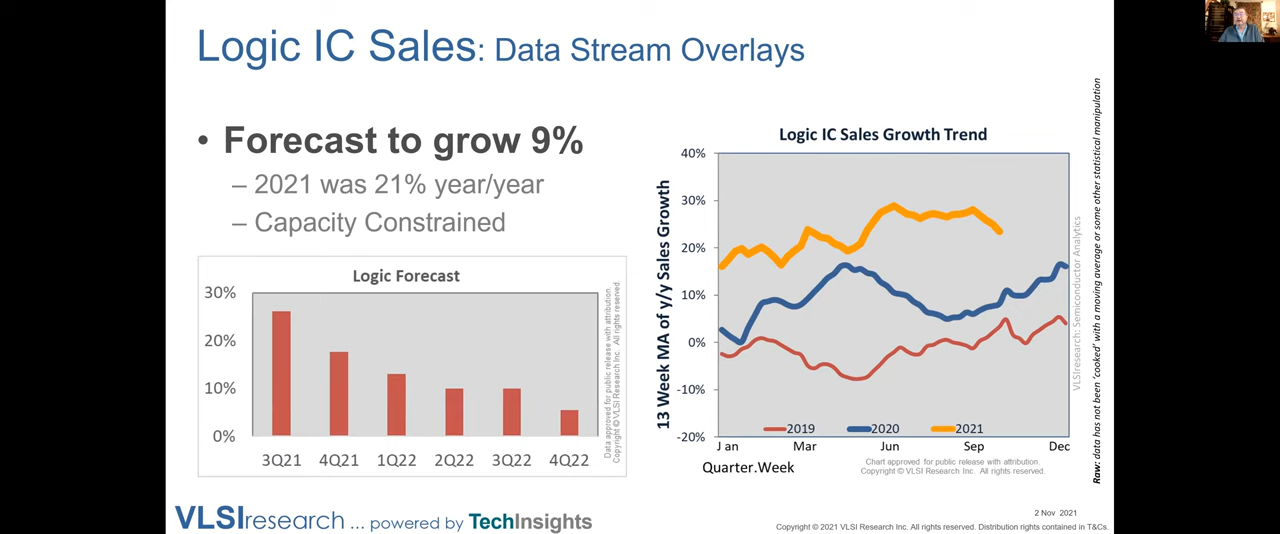 Logic IC Sales: Data Stream Overlays
• Forecast to grow 9%
– 2021 was 21% year/year
– Capacity Constrained
Logic Forecast
30%
20%
10%
0%
3Q21 4Q21 1Q22 2Q22 3Q22 4Q22
Data approved for public release with attribution.
Copyright © VLSI Research Inc. All rights reserved.
Logic IC Sales Growth Trend
13 Week MA of y/y Sales Growth
40%
30%
20%
10%
0%
-10%
-20%
2019 2020 2021
Jan Mar Jun Sep Dec
Quarter.Week
Chart approved for public release with attribution.
Copyright © VLSI Research Inc. All rights reserved.
VLSIresearch: Semiconductor Analytics
Raw: data has not been 'cooked' with a moving average or some other statistical manipulation
VLSIresearch ... powered by TechInsights
2 Nov 2021
Copyright © 2021 VLSI Research Inc. All rights reserved. Distribution rights contained in T&Cs.